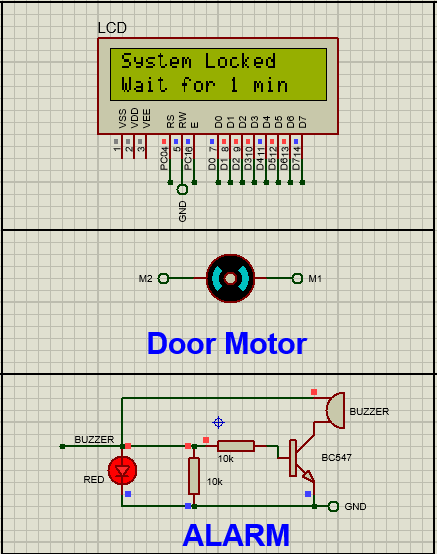 LCD
System Locked
Wait for 1 min
VSS
VDD
VEE
RS
RW
E
D0
D1
D2
D3
D4
D5
D6
D7
1
2
3
PC0 4
5
PC1 6
D0 7
D1 8
D2 9
D3 10
D4 11
D5 12
D6 13
D7 14
GND
M2
M1
Door Motor
BUZZER
BUZZER
10k
BC547
RED
10k
GND
ALARM